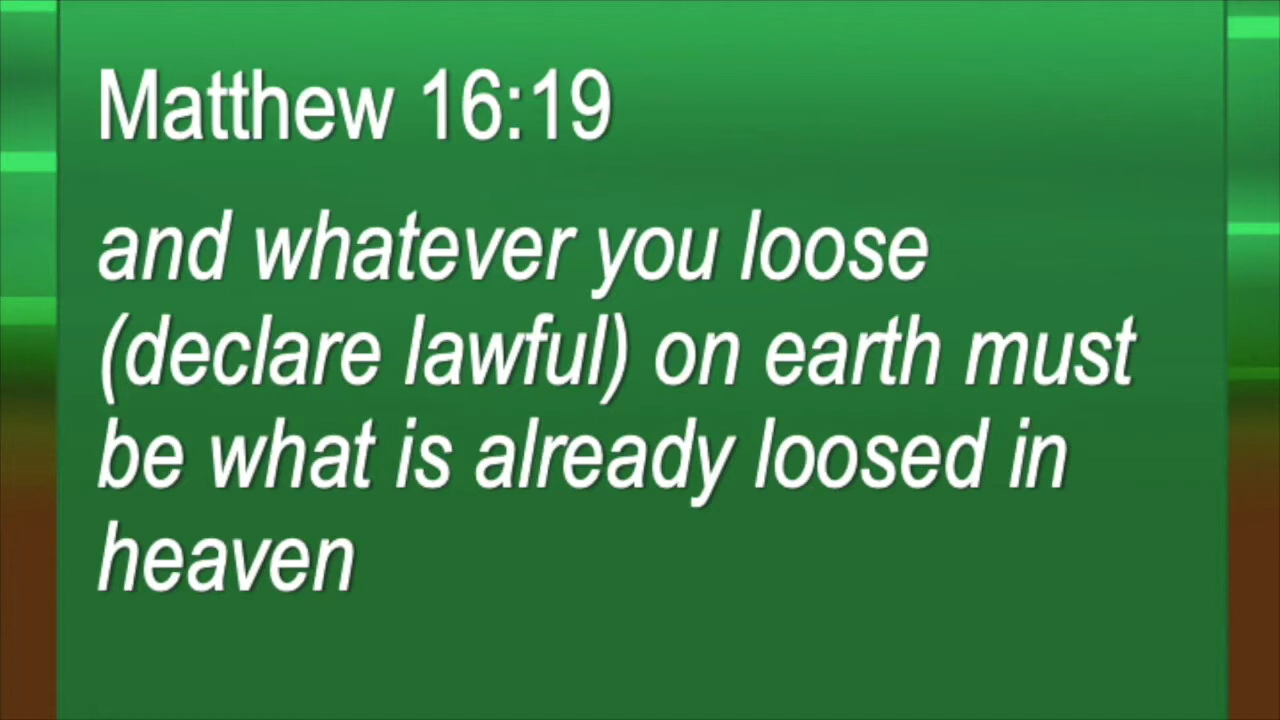 Matthew 16:19
and whatever you loose
(declare lawful) on earth must
be what is already loosed in
heaven